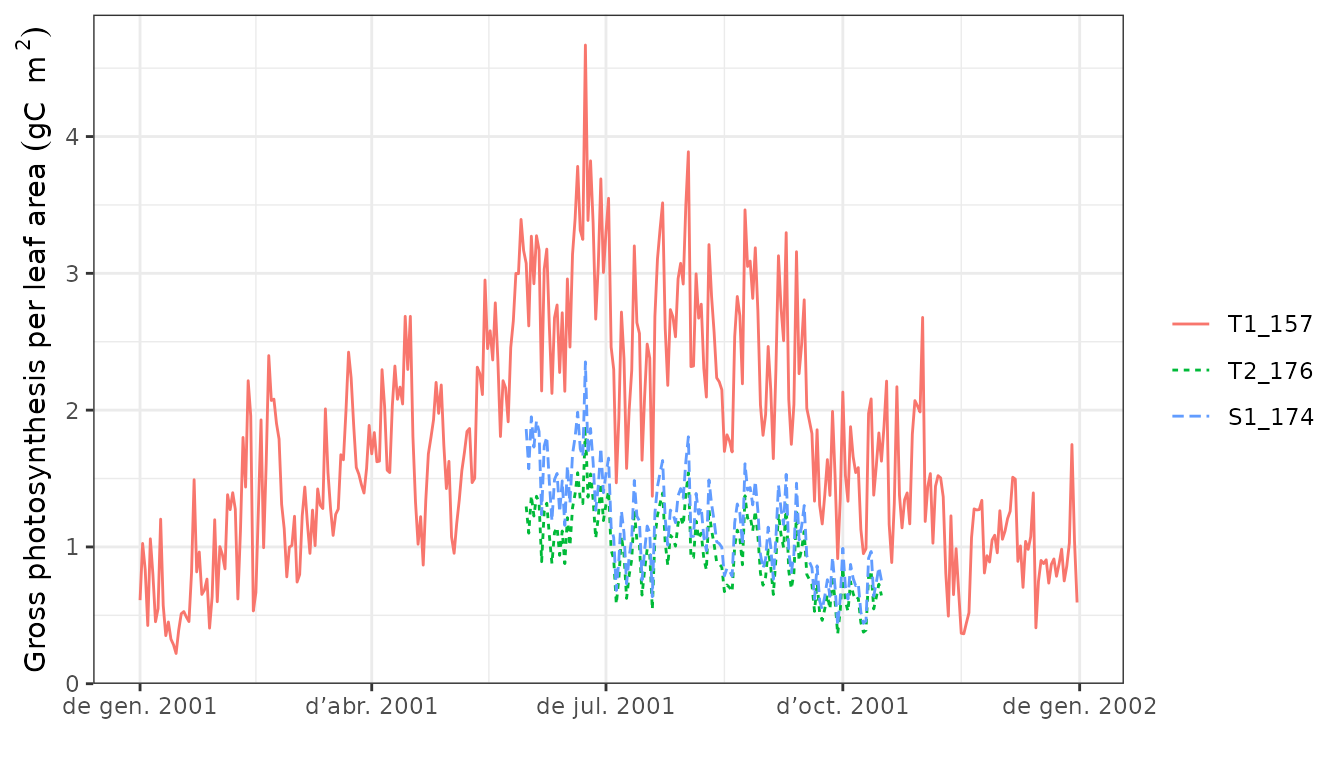 Gross photosynthesis per leaf area (gC m²)
4
3
2
1
0
de gen. 2001
d’abr. 2001
de jul. 2001
d’oct. 2001
de gen. 2002
T1_157
T2_176
S1_174